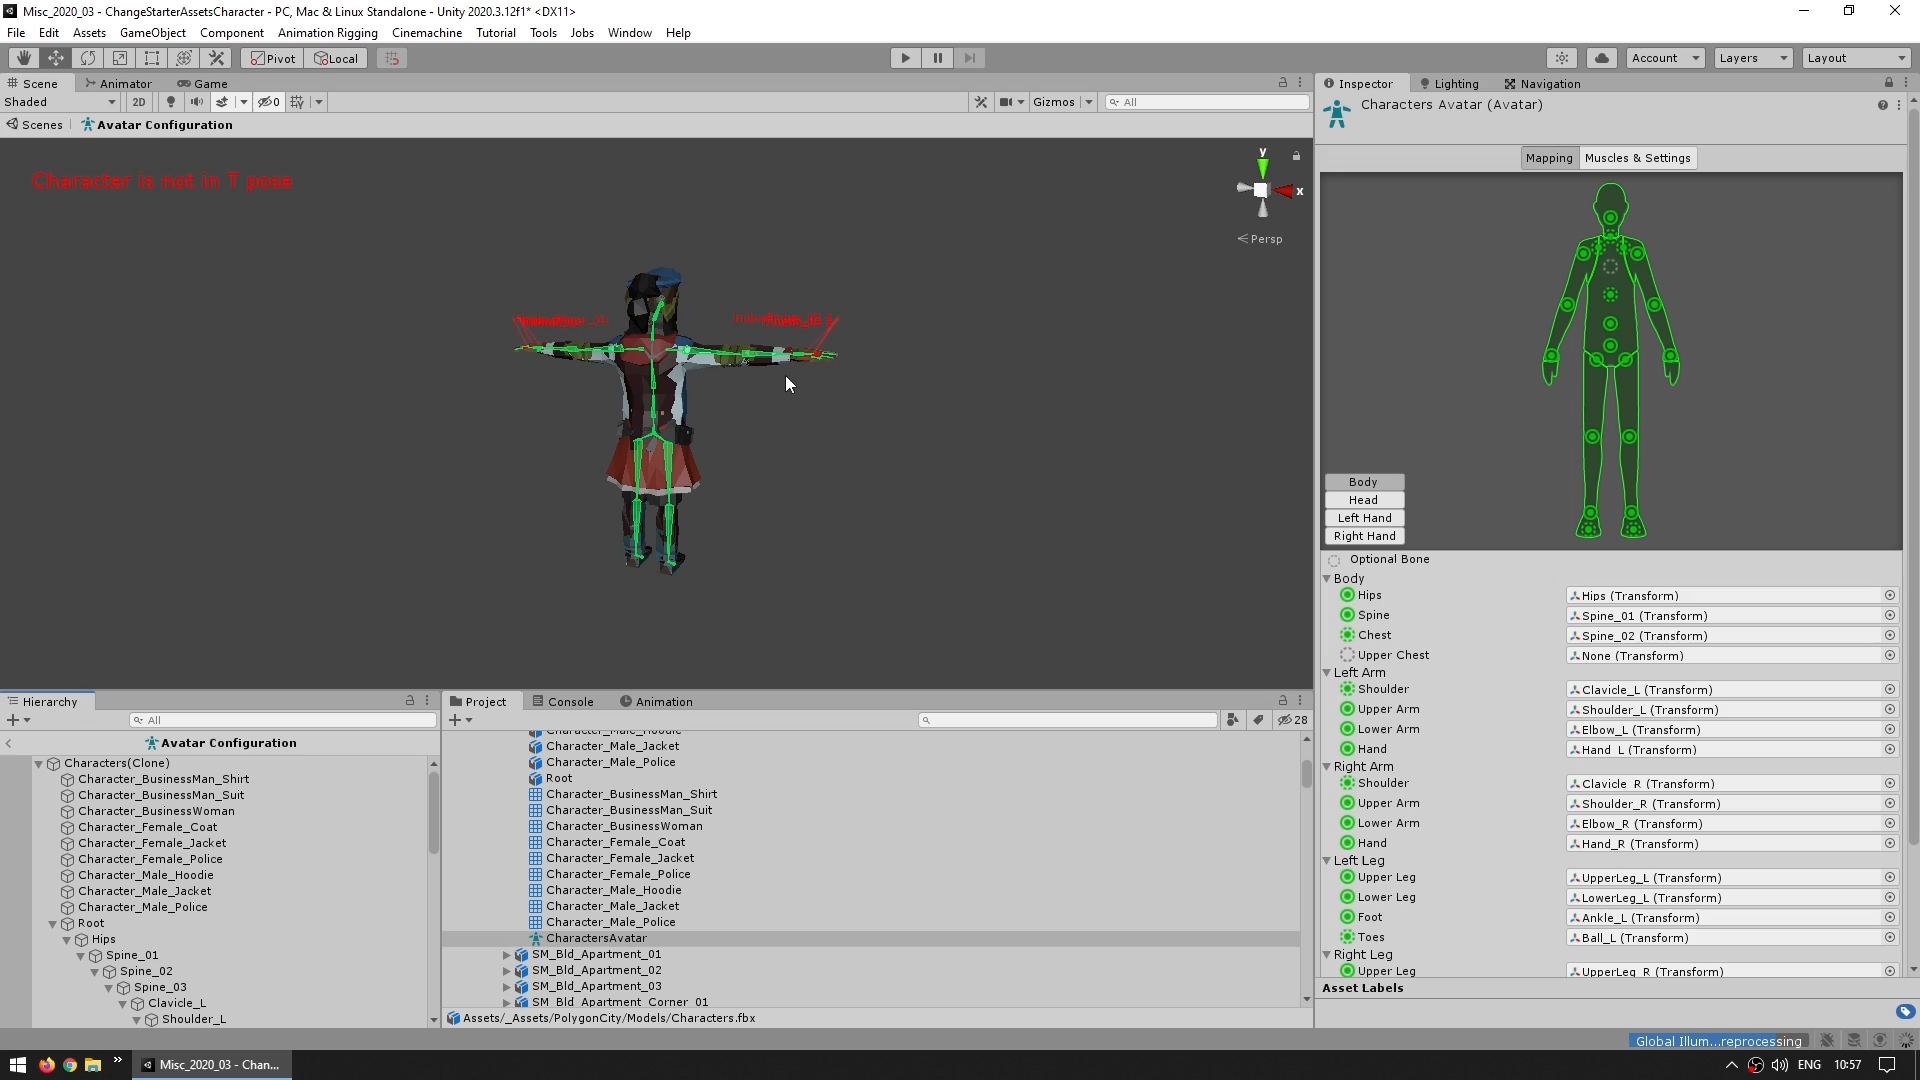 Misc_2020_03 - ChangeStarterAssetsCharacter - PC, Mac & Linux Standalone - Unity 2020.3.12f1* <DX11>
File Edit Assets GameObject Component Animation Rigging Cinemachine Tutorial Tools Jobs Window Help
Pivot Local Account Layers Layout
Scene Animator Game
Shaded 2D 0 Gizmos All
Scenes Avatar Configuration
Character is not in T pose
y
x
Persp
Inspector Lighting Navigation
Characters Avatar (Avatar)
Mapping Muscles & Settings
Body
Head
Left Hand
Right Hand
Optional Bone
Body
Hips Hips (Transform)
Spine Spine_01 (Transform)
Chest Spine_02 (Transform)
Upper Chest None (Transform)
Left Arm
Shoulder Clavicle_L (Transform)
Upper Arm Shoulder_L (Transform)
Lower Arm Elbow_L (Transform)
Hand Hand_L (Transform)
Right Arm
Shoulder Clavicle_R (Transform)
Upper Arm Shoulder_R (Transform)
Lower Arm Elbow_R (Transform)
Hand Hand_R (Transform)
Left Leg
Upper Leg UpperLeg_L (Transform)
Lower Leg LowerLeg_L (Transform)
Foot Ankle_L (Transform)
Toes Ball_L (Transform)
Right Leg
Upper Leg UpperLeg_R (Transform)
Asset Labels
Hierarchy
All
Avatar Configuration
Characters(Clone)
Character_BusinessMan_Shirt
Character_BusinessMan_Suit
Character_BusinessWoman
Character_Female_Coat
Character_Female_Jacket
Character_Female_Police
Character_Male_Hoodie
Character_Male_Jacket
Character_Male_Police
Root
Hips
Spine_01
Spine_02
Spine_03
Clavicle_L
Shoulder_L
Project Console Animation
28
Character_Male_Hoodie
Character_Male_Jacket
Character_Male_Police
Root
Character_BusinessMan_Shirt
Character_BusinessMan_Suit
Character_BusinessWoman
Character_Female_Coat
Character_Female_Jacket
Character_Female_Police
Character_Male_Hoodie
Character_Male_Jacket
Character_Male_Police
CharactersAvatar
SM_Bld_Apartment_01
SM_Bld_Apartment_02
SM_Bld_Apartment_03
SM_Bld_Apartment_Corner_01
Assets/_Assets/PolygonCity/Models/Characters.fbx
Global Illum...reprocessing
Misc_2020_03 - Chan...
ENG 10:57